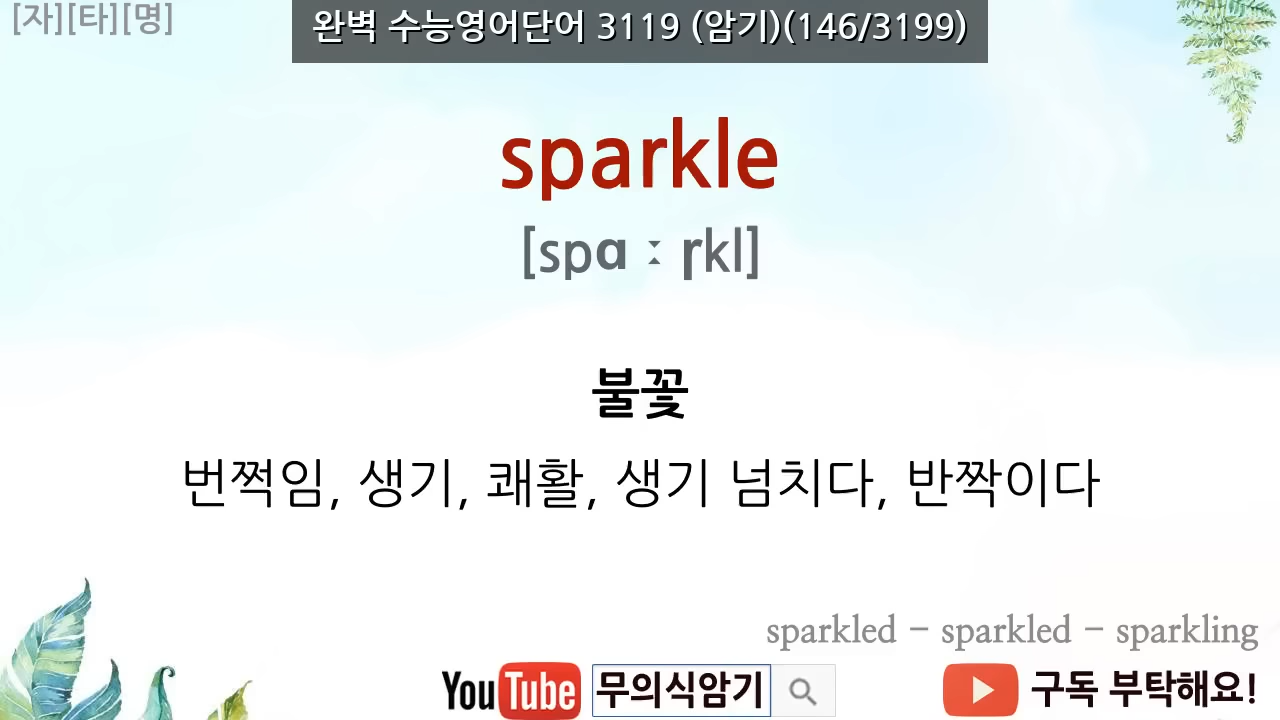 [자][타][명]
완벽 수능영어단어 3119 (암기)(146/3199)
sparkle
[spɑːrkl]
불꽃
번쩍임, 생기, 쾌활, 생기 넘치다, 반짝이다
sparkled - sparkled - sparkling
YouTube 무의식암기 구독 부탁해요!